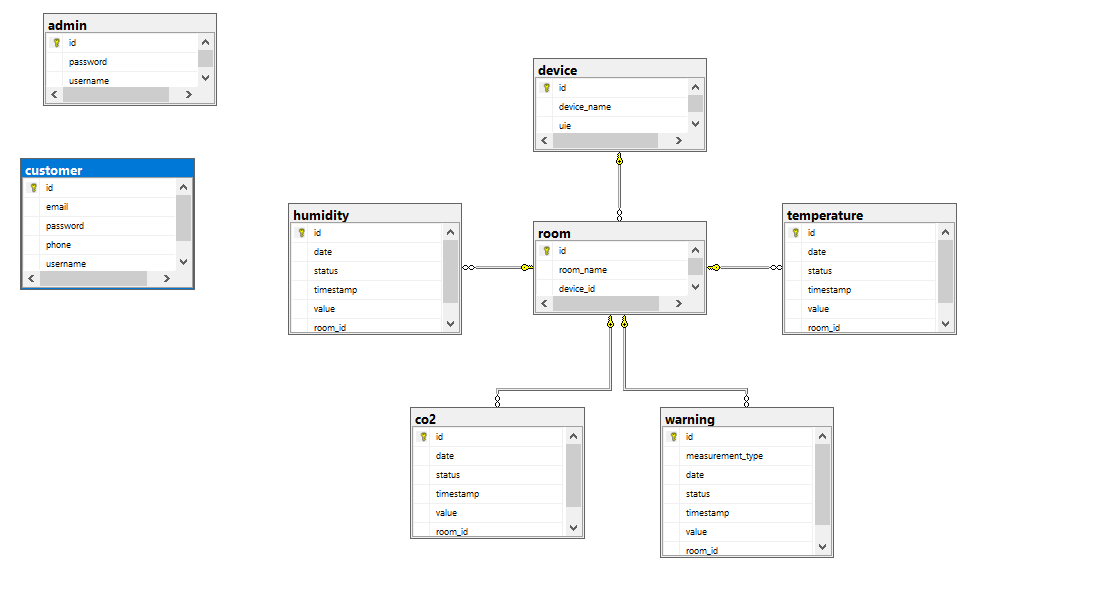 admin
id
password
username
customer
id
email
password
phone
username
device
id
device_name
uie
humidity
id
date
status
timestamp
value
room_id
room
id
room_name
device_id
temperature
id
date
status
timestamp
value
room_id
co2
id
date
status
timestamp
value
room_id
warning
id
measurement_type
date
status
timestamp
value
room_id